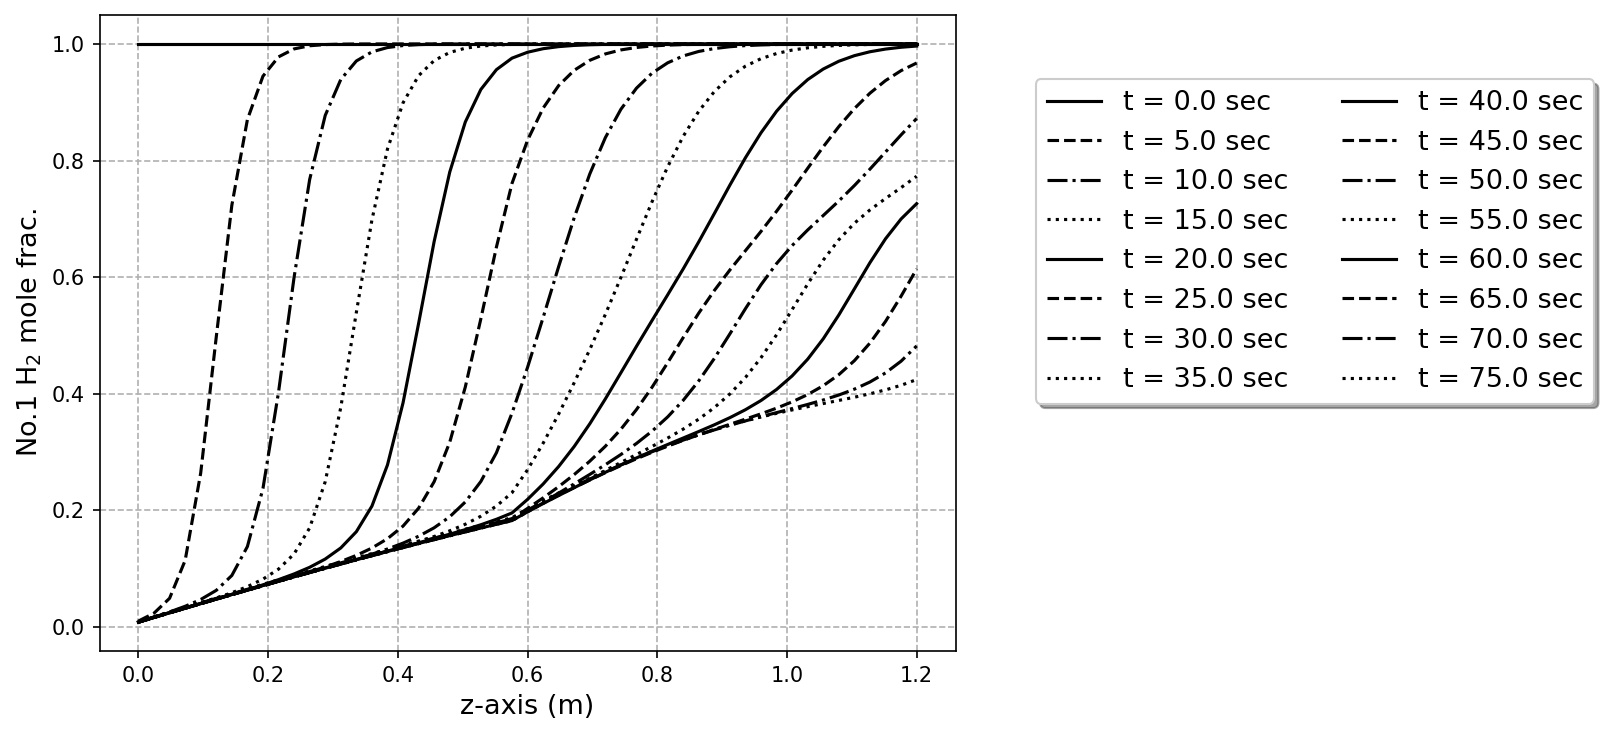 1.0
0.8
0.6
0.4
0.2
0.0
No.1 H₂ mole frac.
0.0 0.2 0.4 0.6 0.8 1.0 1.2
z-axis (m)
t = 0.0 sec
t = 5.0 sec
t = 10.0 sec
t = 15.0 sec
t = 20.0 sec
t = 25.0 sec
t = 30.0 sec
t = 35.0 sec
t = 40.0 sec
t = 45.0 sec
t = 50.0 sec
t = 55.0 sec
t = 60.0 sec
t = 65.0 sec
t = 70.0 sec
t = 75.0 sec